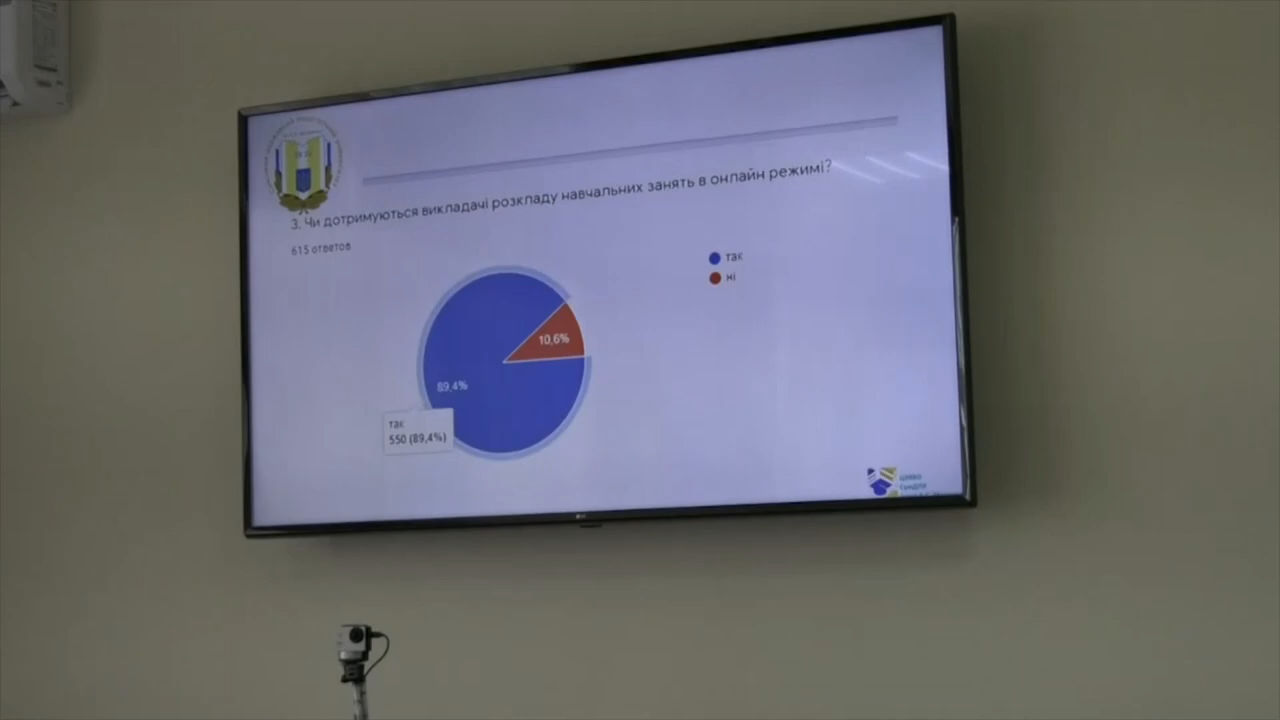 3. Чи дотримуються викладачі розкладу навчальних занять в онлайн режимі?
615 ответов
так
ні
10,6%
89,4%
так
550 (89,4%)
LG